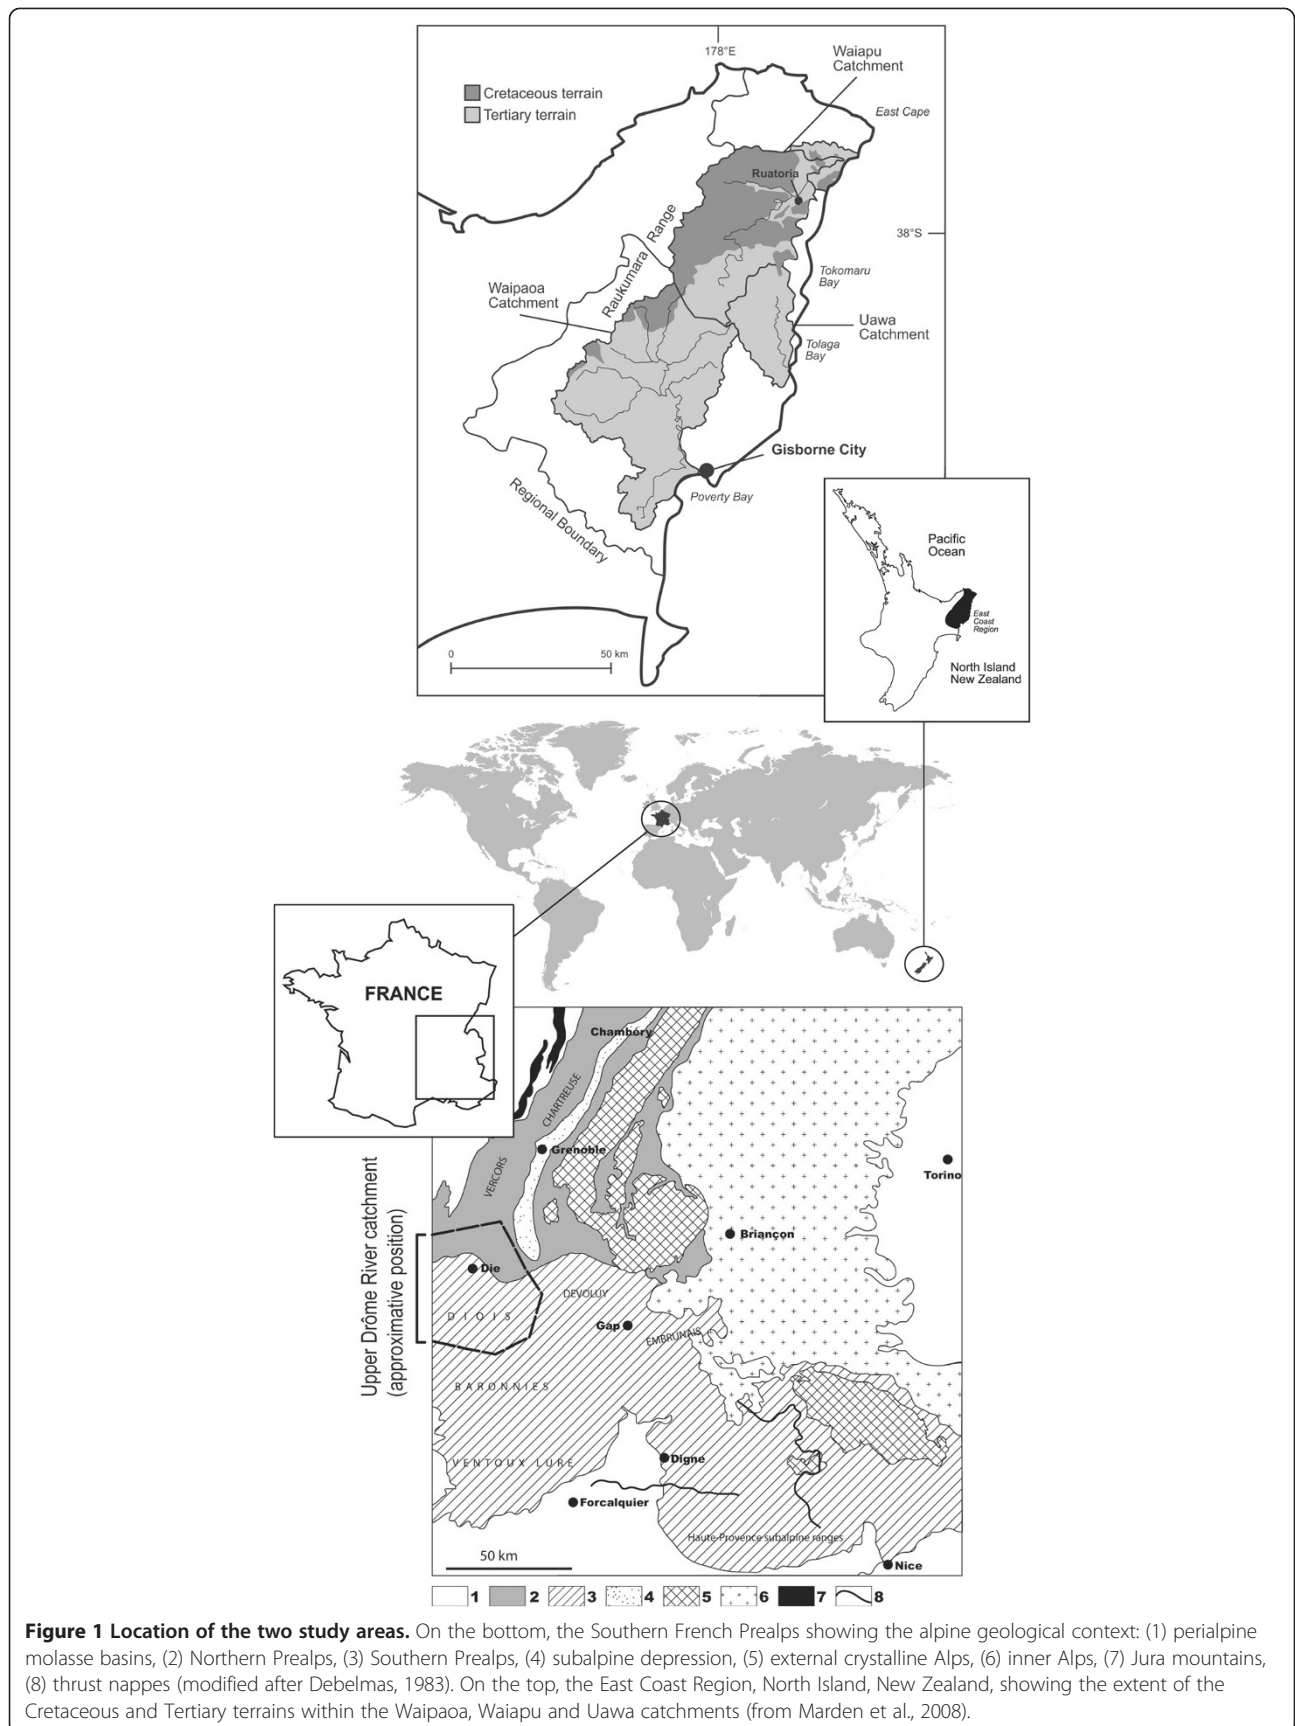 178°E
Waiapu
Catchment
Cretaceous terrain
Tertiary terrain
East Cape
Ruatoria
38°S
Raukumara Range
Tokomaru
Bay
Waipaoa
Catchment
Uawa
Catchment
Tolaga
Bay
Gisborne City
Poverty Bay
Regional Boundary
0 50 km
Pacific
Ocean
East
Coast
Region
North Island
New Zealand
FRANCE
Chambóry
CHARTREUSE
Grenoble
VERCORS
Torino
Briançon
Upper Drôme River catchment
(approximative position)
Die
DEVOLUY
DIOIS
Gap
EMBRUNAIS
BARONNIES
VENTOUX LURE
Digne
Forcalquier
Haute-Provence subalpine ranges
50 km
Nice
1 2 3 4 5 6 7 8
Figure 1 Location of the two study areas. On the bottom, the Southern French Prealps showing the alpine geological context: (1) perialpine
molasse basins, (2) Northern Prealps, (3) Southern Prealps, (4) subalpine depression, (5) external crystalline Alps, (6) inner Alps, (7) Jura mountains,
(8) thrust nappes (modified after Debelmas, 1983). On the top, the East Coast Region, North Island, New Zealand, showing the extent of the
Cretaceous and Tertiary terrains within the Waipaoa, Waiapu and Uawa catchments (from Marden et al., 2008).